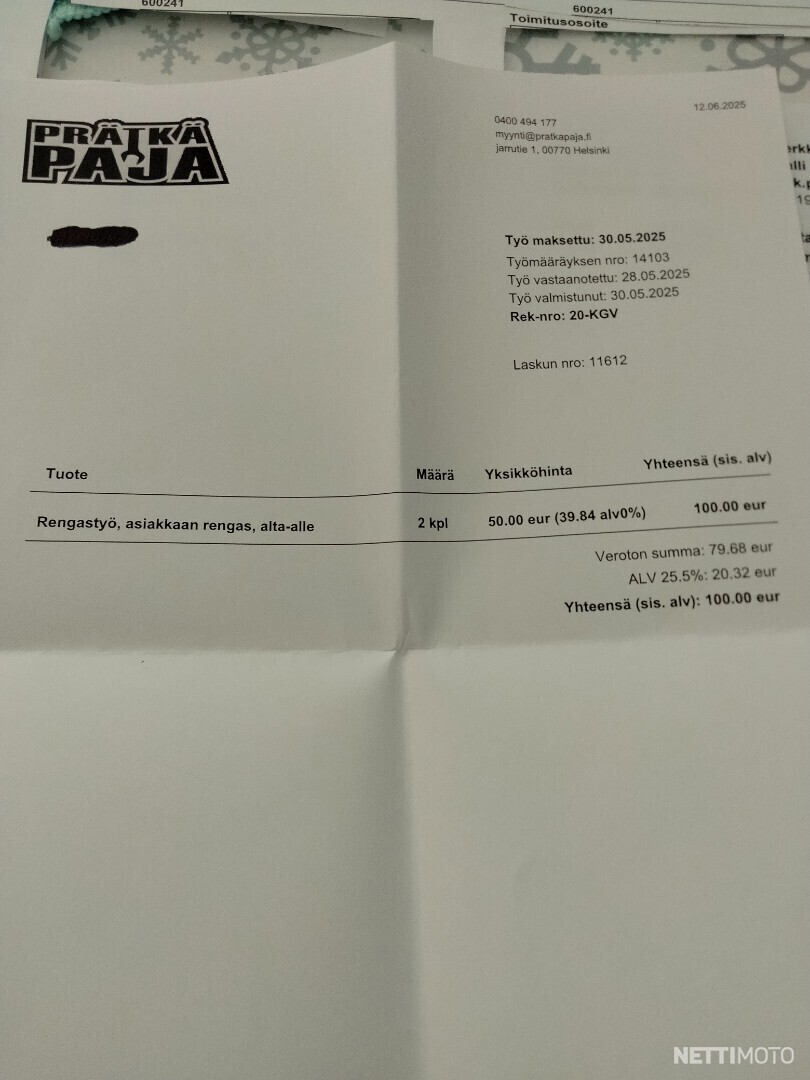 600241
600241
Toimitusosoite
12.06.2025
PRÄTKÄ
PAJA
0400 494 177
myynti@pratkapaja.fi
jarrutie 1, 00770 Helsinki
Työ maksettu: 30.05.2025
Työmääräyksen nro: 14103
Työ vastaanotettu: 28.05.2025
Työ valmistunut: 30.05.2025
Rek-nro: 20-KGV
Laskun nro: 11612
Tuote Määrä Yksikköhinta Yhteensä (sis. alv)
Rengastyö, asiakkaan rengas, alta-alle 2 kpl 50.00 eur (39.84 alv0%) 100.00 eur
Veroton summa: 79.68 eur
ALV 25.5%: 20.32 eur
Yhteensä (sis. alv): 100.00 eur
NETTIMOTO